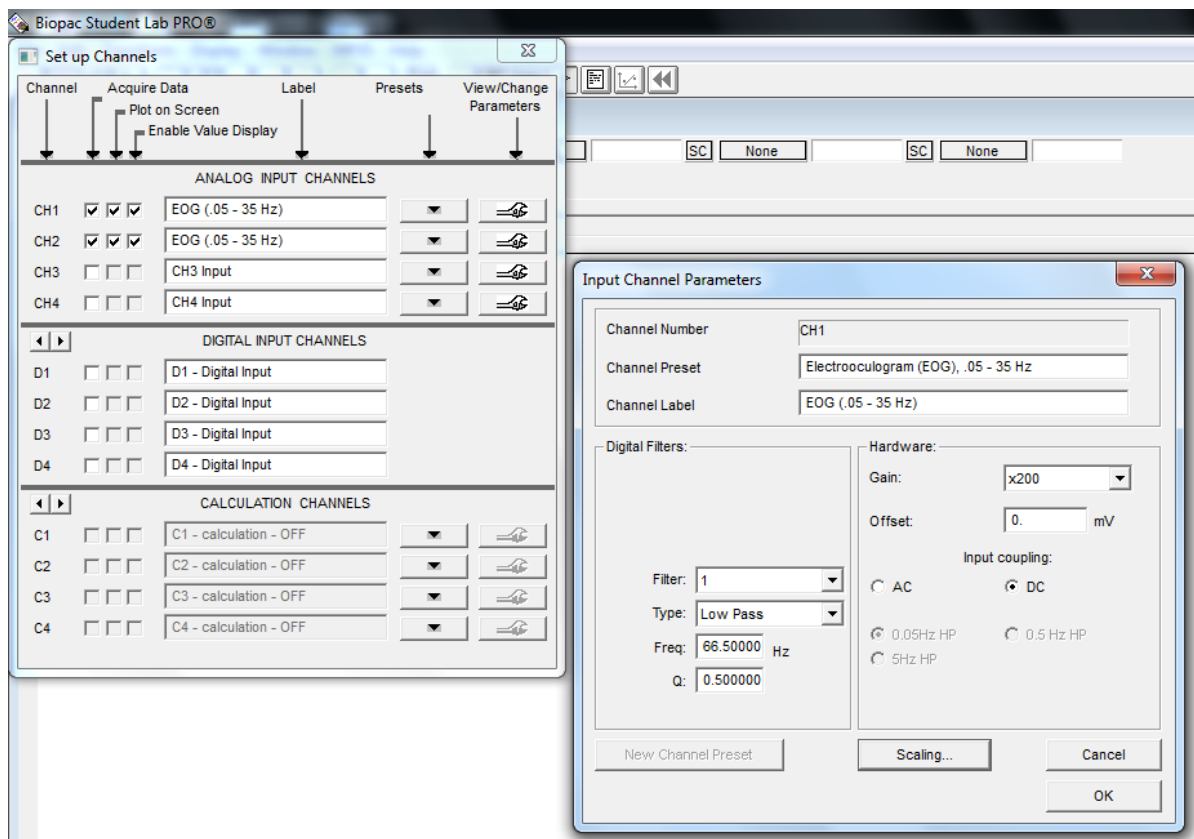 Biopac Student Lab PRO®
Set up Channels
Channel Acquire Data Label Presets View/Change
Plot on Screen Parameters
Enable Value Display
ANALOG INPUT CHANNELS
CH1 EOG (.05 - 35 Hz)
CH2 EOG (.05 - 35 Hz)
CH3 CH3 Input
CH4 CH4 Input
DIGITAL INPUT CHANNELS
D1 D1 - Digital Input
D2 D2 - Digital Input
D3 D3 - Digital Input
D4 D4 - Digital Input
CALCULATION CHANNELS
C1 C1 - calculation - OFF
C2 C2 - calculation - OFF
C3 C3 - calculation - OFF
C4 C4 - calculation - OFF
SC None SC None
Input Channel Parameters
Channel Number CH1
Channel Preset Electrooculogram (EOG), .05 - 35 Hz
Channel Label EOG (.05 - 35 Hz)
Digital Filters:
Filter: 1
Type: Low Pass
Freq: 66.50000 Hz
Q: 0.500000
Hardware:
Gain: x200
Offset: 0. mV
Input coupling:
AC DC
0.05Hz HP 0.5 Hz HP
5Hz HP
New Channel Preset Scaling... Cancel
OK